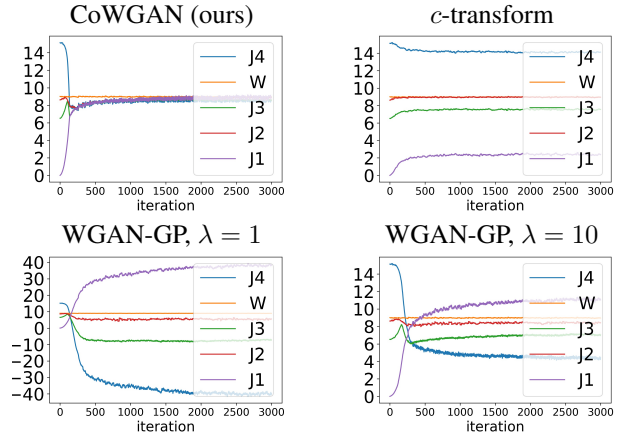 CoWGAN (ours)
c-transform
14
12
10
8
6
4
2
0
J4
W
J3
J2
J1
0 500 1000 1500 2000 2500 3000
iteration
14
12
10
8
6
4
2
0
J4
W
J3
J2
J1
0 500 1000 1500 2000 2500 3000
iteration
WGAN-GP, λ = 1
WGAN-GP, λ = 10
40
30
20
10
0
−10
−20
−30
−40
J4
W
J3
J2
J1
0 500 1000 1500 2000 2500 3000
iteration
14
12
10
8
6
4
2
0
J4
W
J3
J2
J1
0 500 1000 1500 2000 2500 3000
iteration